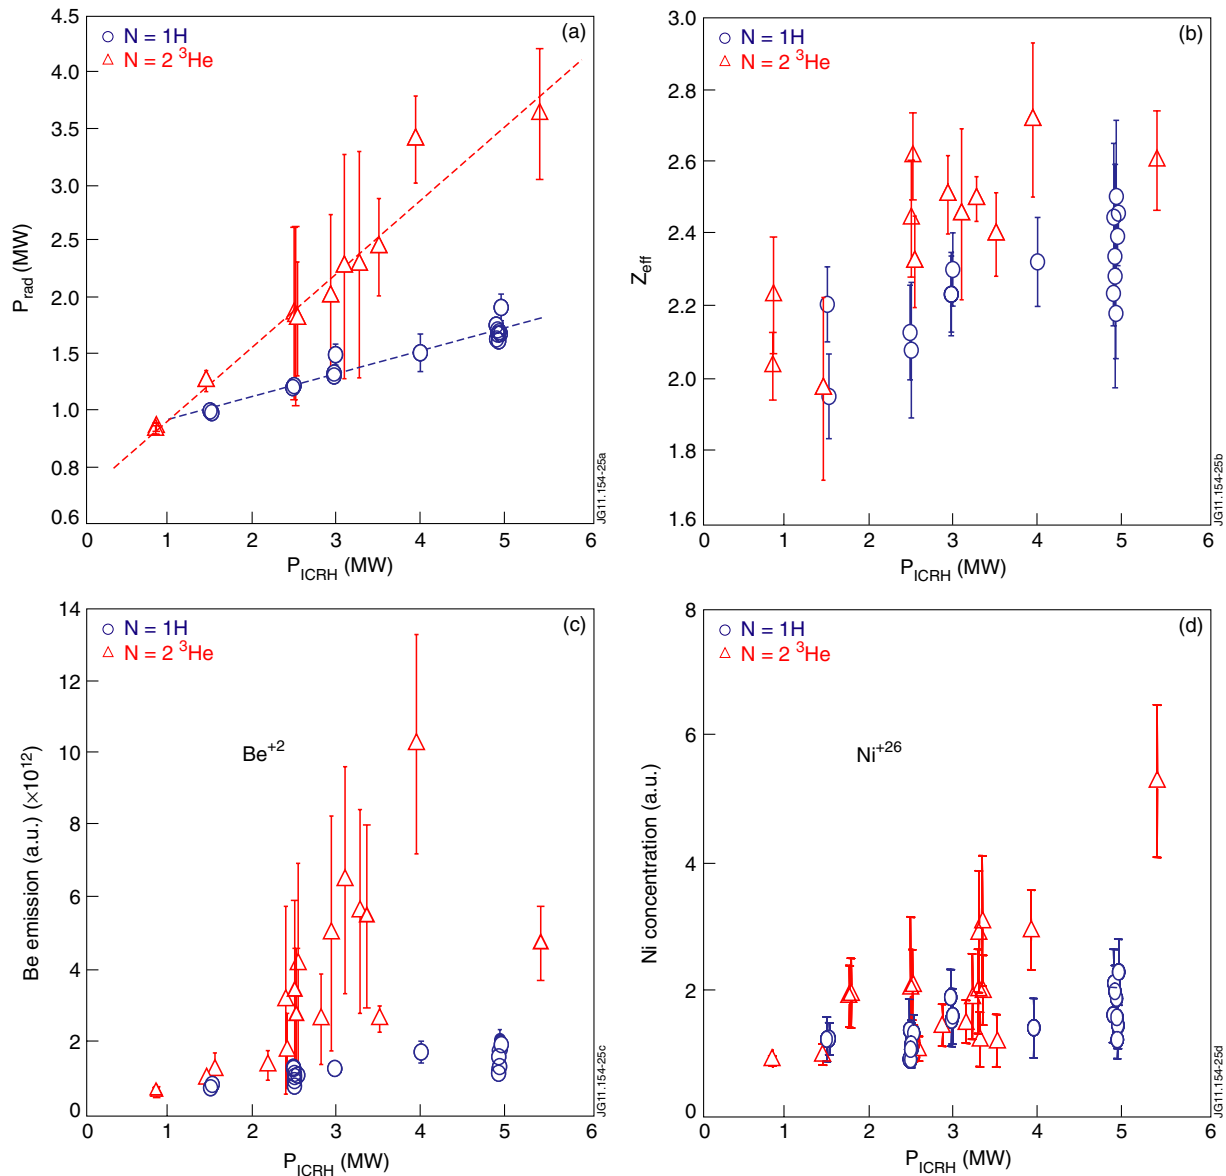 (a)
○ N = 1H
△ N = 2 ³He
4.5
4.0
3.5
3.0
2.5
2.0
1.5
1.0
0.8
0.6
P_rad (MW)
0 1 2 3 4 5 6
P_ICRH (MW)
JG11.154-25a
(b)
○ N = 1H
△ N = 2 ³He
3.0
2.8
2.6
2.4
2.2
2.0
1.8
1.6
Z_eff
0 1 2 3 4 5 6
P_ICRH (MW)
JG11.154-25b
(c)
○ N = 1H
△ N = 2 ³He
14
12
10
8
6
4
2
0
Be emission (a.u.) (×10¹²)
Be⁺²
0 1 2 3 4 5 6
P_ICRH (MW)
JG11.154-25c
(d)
○ N = 1H
△ N = 2 ³He
8
6
4
2
0
Ni concentration (a.u.)
Ni⁺²⁶
0 1 2 3 4 5 6
P_ICRH (MW)
JG11.154-25d